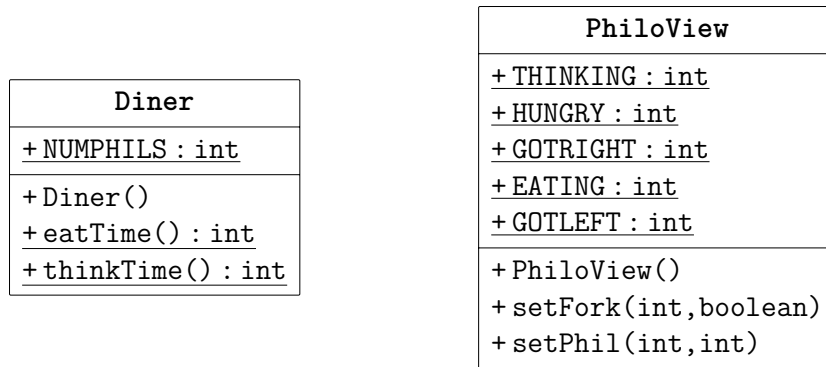 Diner
+ NUMPHILS : int
+ Diner()
+ eatTime() : int
+ thinkTime() : int
PhiloView
+ THINKING : int
+ HUNGRY : int
+ GOTRIGHT : int
+ EATING : int
+ GOTLEFT : int
+ PhiloView()
+ setFork(int,boolean)
+ setPhil(int,int)